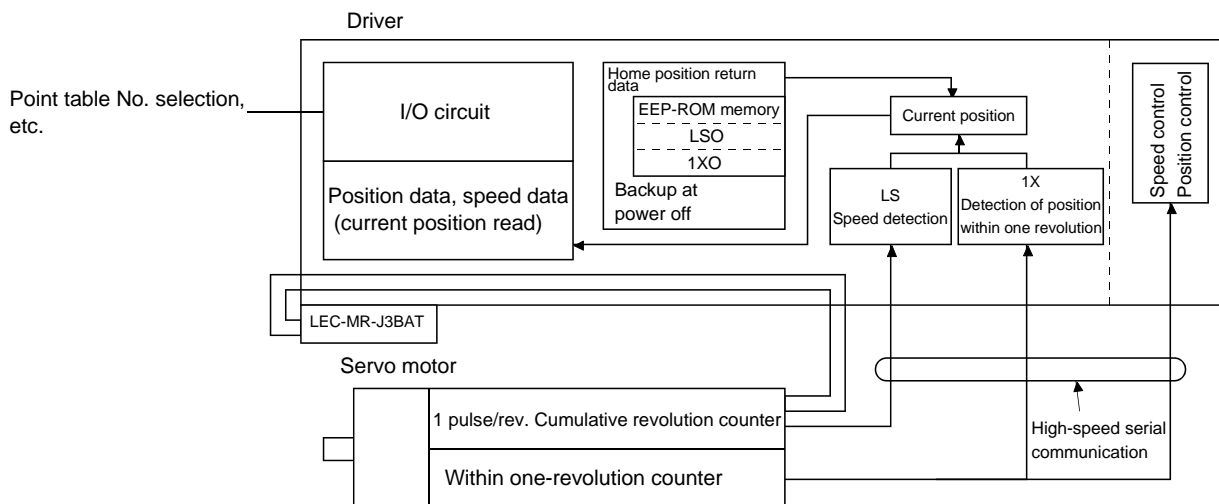 Driver
Point table No. selection,
etc.
I/O circuit
Position data, speed data
(current position read)
Home position return
data
EEP-ROM memory
LSO
1XO
Backup at
power off
Current position
LS
Speed detection
1X
Detection of position
within one revolution
Speed control
Position control
LEC-MR-J3BAT
Servo motor
1 pulse/rev. Cumulative revolution counter
Within one-revolution counter
High-speed serial
communication